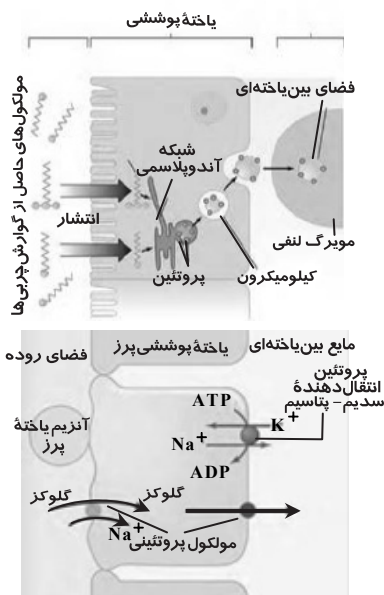 یاختهٔ پوششی
مولکول‌های حاصل از گوارش چربی‌ها
فضای بین‌یاخته‌ای
شبکه
آندوپلاسمی
انتشار
مویرگ لنفی
پروتئین
کیلومیکرون
فضای روده
یاختهٔ پوششی پرز
مایع بین‌یاخته‌ای
پروتئین
انتقال‌دهندهٔ
سدیم - پتاسیم
ATP
آنزیم یاختهٔ
پرز
K+
Na+
ADP
گلوکز
گلوکز
Na+
مولکول پروتئینی